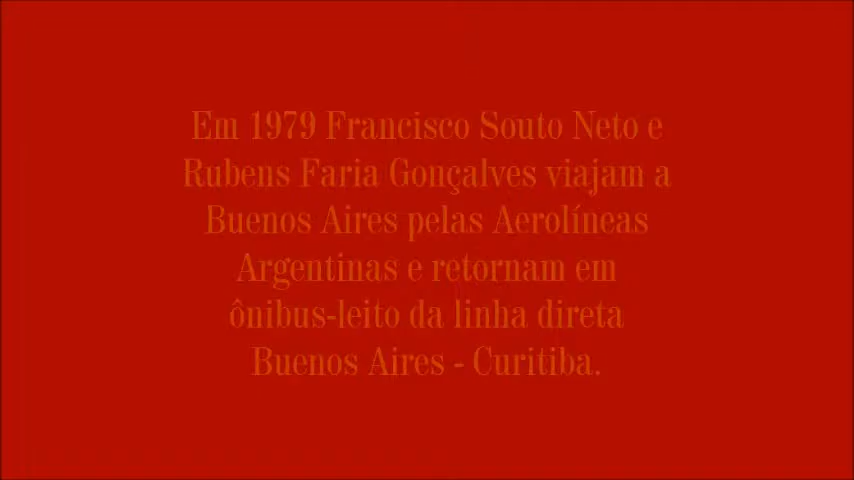 Em 1979 Francisco Souto Neto e
Rubens Faria Gonçalves viajam a
Buenos Aires pelas Aerolíneas
Argentinas e retornam em
ônibus-leito da linha direta
Buenos Aires - Curitiba.